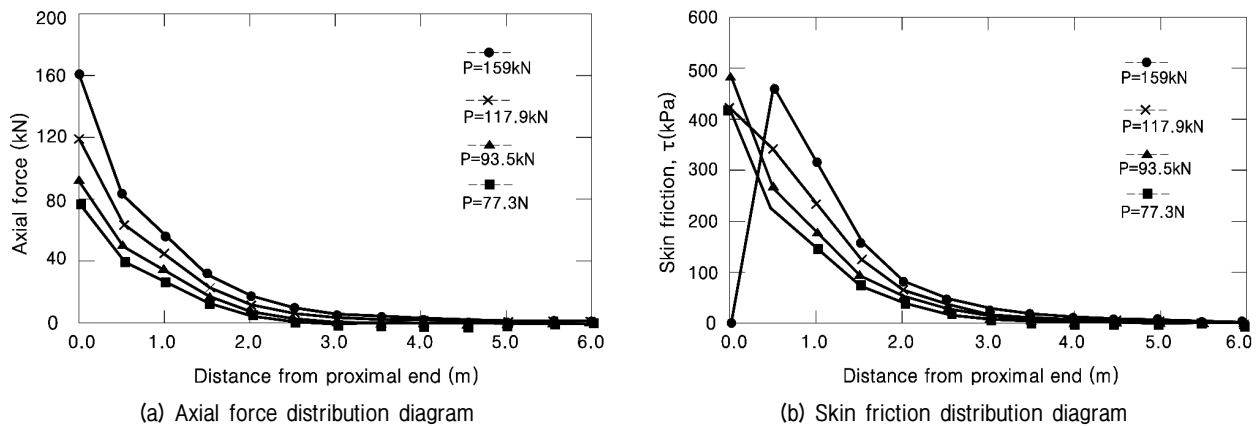 200
160
120
80
40
0
Axial force (kN)
P=159kN
P=117.9kN
P=93.5kN
P=77.3N
0.0 1.0 2.0 3.0 4.0 5.0 6.0
Distance from proximal end (m)
(a) Axial force distribution diagram
600
500
400
300
200
100
0
Skin friction, τ(kPa)
P=159kN
P=117.9kN
P=93.5kN
P=77.3N
0.0 1.0 2.0 3.0 4.0 5.0 6.0
Distance from proximal end (m)
(b) Skin friction distribution diagram